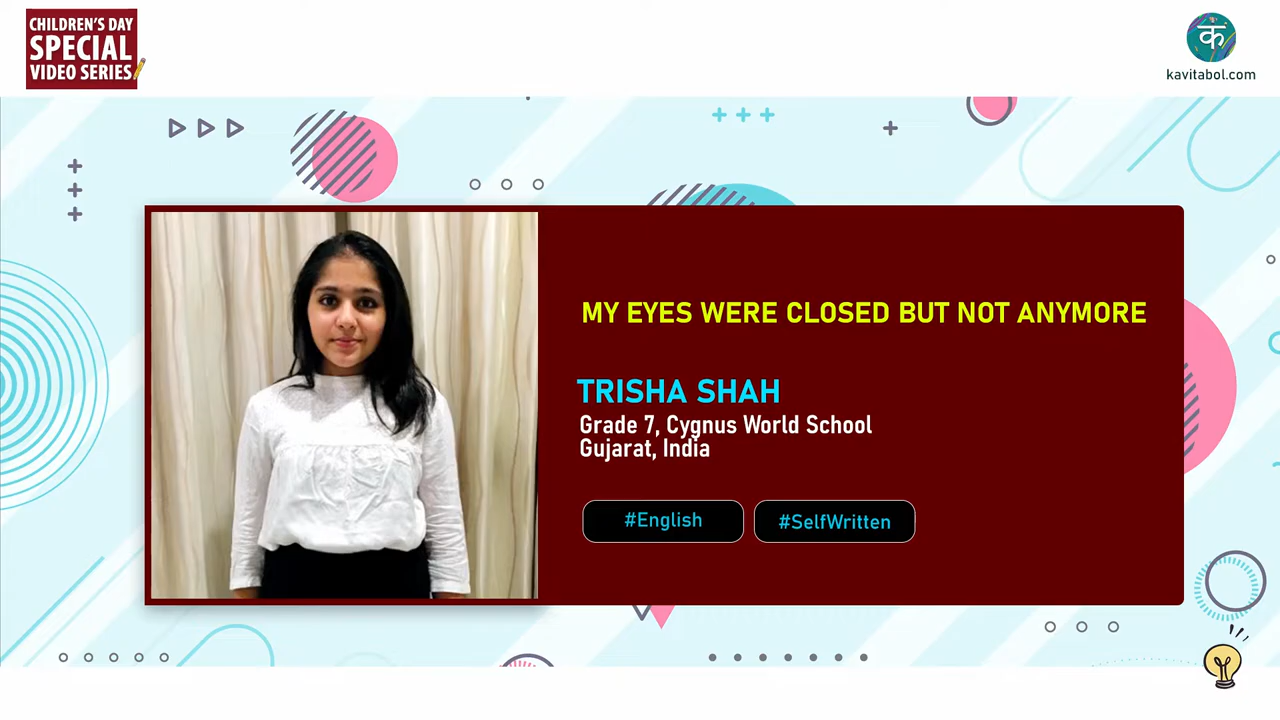 CHILDREN'S DAY
SPECIAL
VIDEO SERIES
क
kavitabol.com
MY EYES WERE CLOSED BUT NOT ANYMORE
TRISHA SHAH
Grade 7, Cygnus World School
Gujarat, India
#English
#SelfWritten